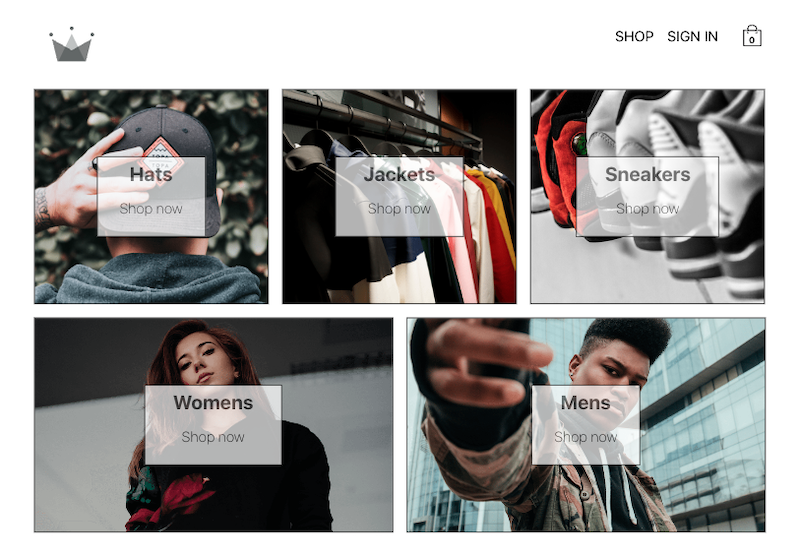 SHOP SIGN IN
0
Hats
Shop now
Jackets
Shop now
Sneakers
Shop now
Womens
Shop now
Mens
Shop now